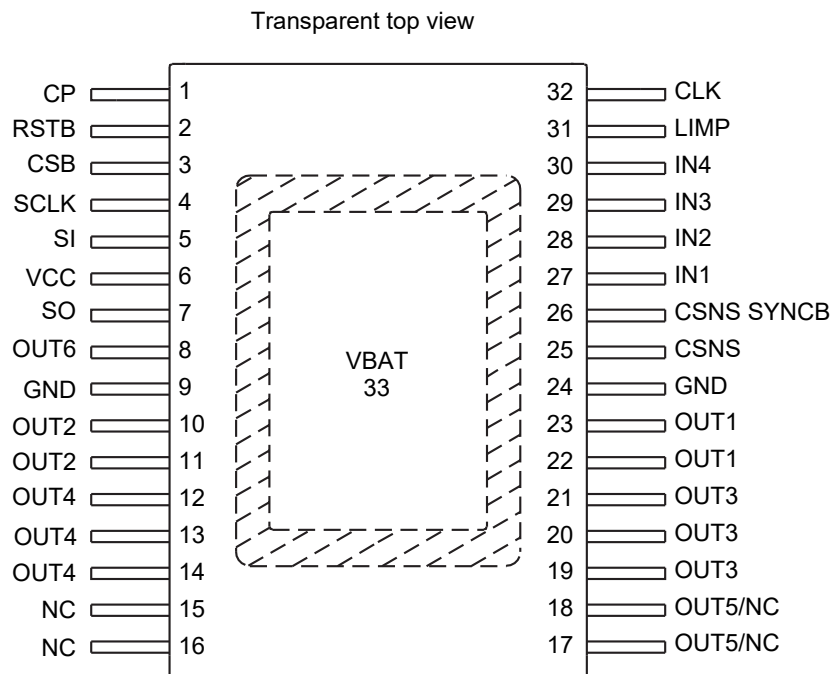 Transparent top view
CP 1 32 CLK
RSTB 2 31 LIMP
CSB 3 30 IN4
SCLK 4 29 IN3
SI 5 28 IN2
VCC 6 27 IN1
SO 7 26 CSNS SYNCB
OUT6 8 25 CSNS
GND 9 24 GND
OUT2 10 23 OUT1
OUT2 11 22 OUT1
OUT4 12 21 OUT3
OUT4 13 20 OUT3
OUT4 14 19 OUT3
NC 15 18 OUT5/NC
NC 16 17 OUT5/NC
VBAT
33